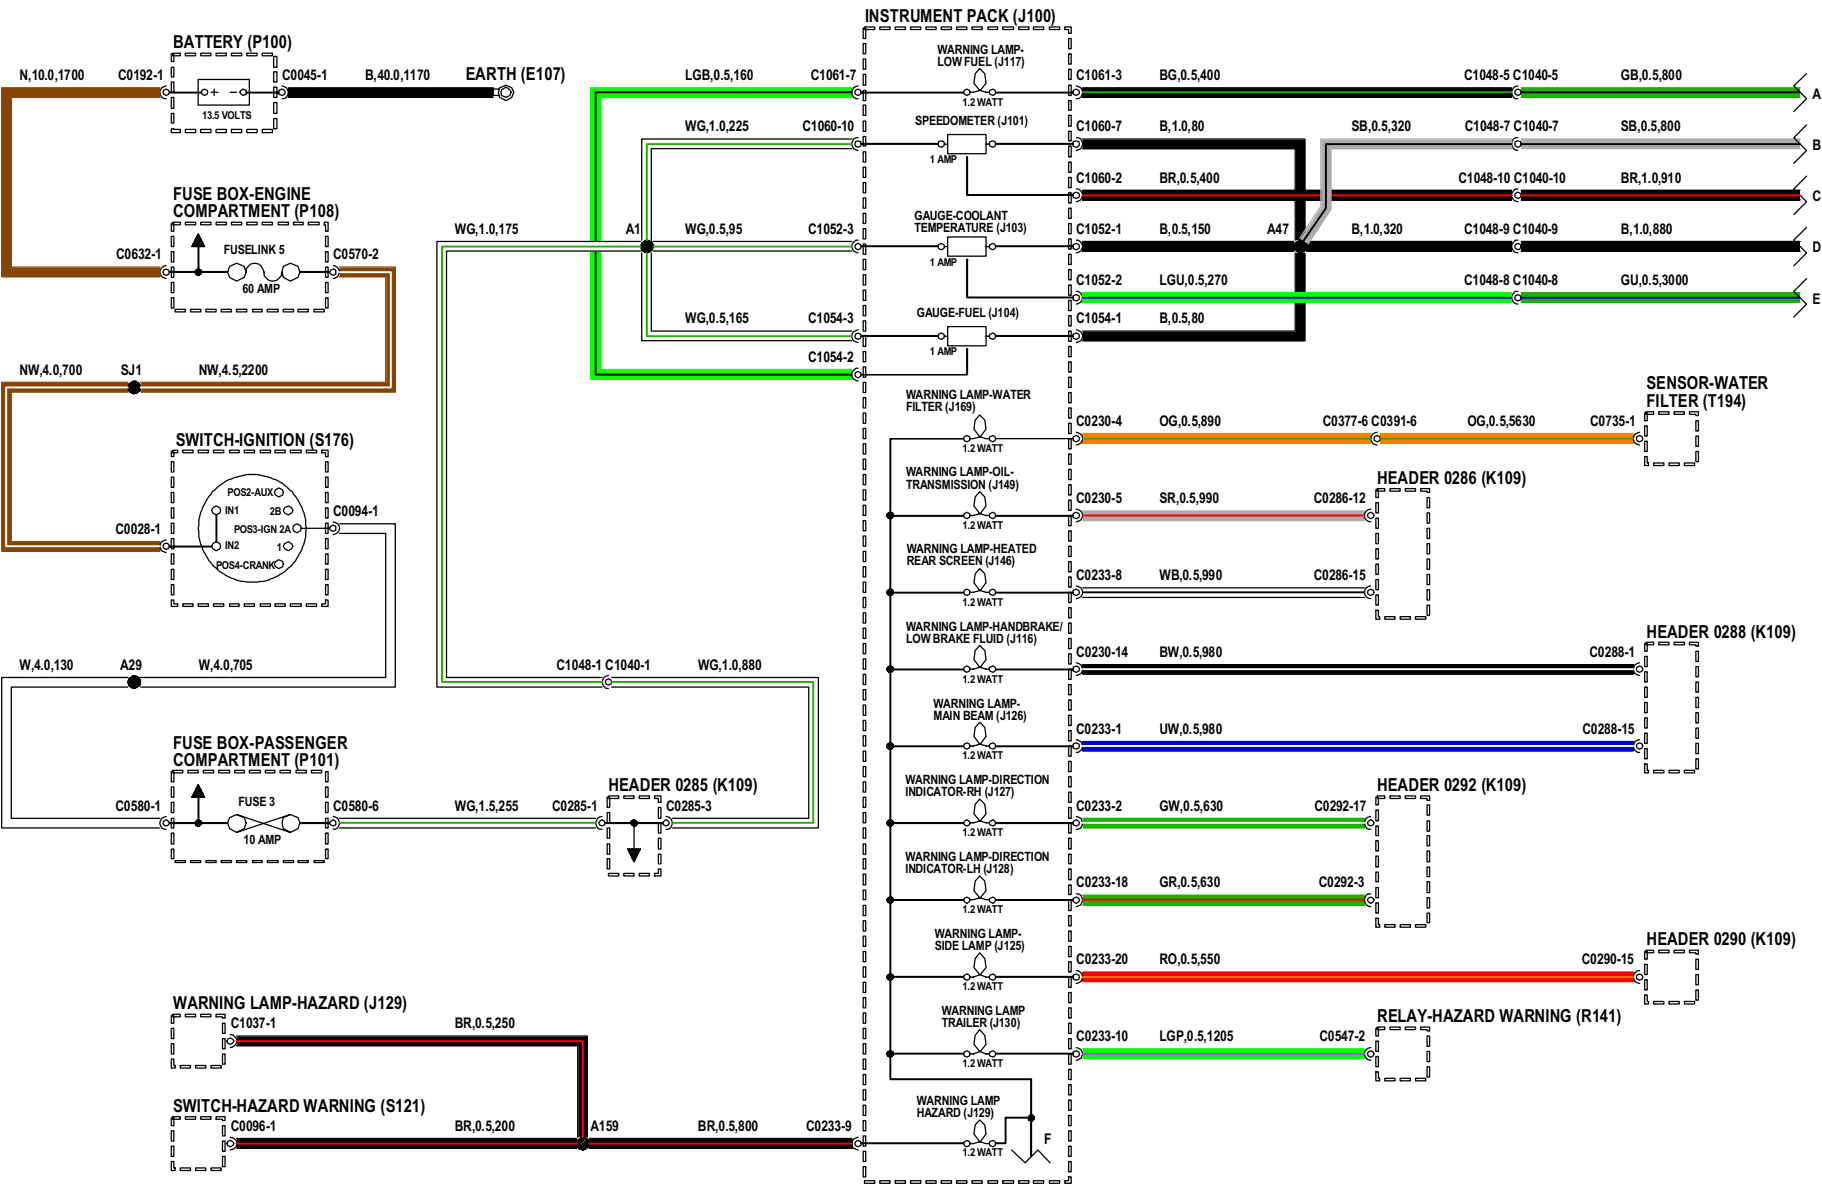 INSTRUMENT PACK (J100)
BATTERY (P100)
N,10.0,1700
C0192-1
C0045-1
B,40.0,1170
EARTH (E107)
+ -
13.5 VOLTS
FUSE BOX-ENGINE
COMPARTMENT (P108)
C0632-1
FUSELINK 5
60 AMP
C0570-2
NW,4.0,700
SJ1
NW,4.5,2200
SWITCH-IGNITION (S176)
POS2-AUX
IN1
2B
POS3-IGN 2A
IN2
1
POS4-CRANK
C0028-1
C0094-1
W,4.0,130
A29
W,4.0,705
FUSE BOX-PASSENGER
COMPARTMENT (P101)
C0580-1
FUSE 3
10 AMP
C0580-6
WG,1.5,255
C0285-1
HEADER 0285 (K109)
C0285-3
C1048-1 C1040-1
WG,1.0,880
WG,1.0,175
A1
LGB,0.5,160
C1061-7
WG,1.0,225
C1060-10
WG,0.5,95
C1052-3
WG,0.5,165
C1054-3
C1054-2
WARNING LAMP-HAZARD (J129)
C1037-1
BR,0.5,250
SWITCH-HAZARD WARNING (S121)
C0096-1
BR,0.5,200
A159
BR,0.5,800
C0233-9
WARNING LAMP-
LOW FUEL (J117)
1.2 WATT
SPEEDOMETER (J101)
1 AMP
GAUGE-COOLANT
TEMPERATURE (J103)
1 AMP
GAUGE-FUEL (J104)
1 AMP
WARNING LAMP-WATER
FILTER (J169)
1.2 WATT
WARNING LAMP-OIL-
TRANSMISSION (J149)
1.2 WATT
WARNING LAMP-HEATED
REAR SCREEN (J146)
1.2 WATT
WARNING LAMP-HANDBRAKE/
LOW BRAKE FLUID (J116)
1.2 WATT
WARNING LAMP-
MAIN BEAM (J126)
1.2 WATT
WARNING LAMP-DIRECTION
INDICATOR-RH (J127)
1.2 WATT
WARNING LAMP-DIRECTION
INDICATOR-LH (J128)
1.2 WATT
WARNING LAMP-
SIDE LAMP (J125)
1.2 WATT
WARNING LAMP
TRAILER (J130)
1.2 WATT
WARNING LAMP
HAZARD (J129)
1.2 WATT
F
C1061-3
BG,0.5,400
C1048-5 C1040-5
GB,0.5,800
A
C1060-7
B,1.0,80
SB,0.5,320
C1048-7 C1040-7
SB,0.5,800
B
C1060-2
BR,0.5,400
C1048-10 C1040-10
BR,1.0,910
C
C1052-1
B,0.5,150
A47
B,1.0,320
C1048-9 C1040-9
B,1.0,880
D
C1052-2
LGU,0.5,270
C1048-8 C1040-8
GU,0.5,3000
E
C1054-1
B,0.5,80
C0230-4
OG,0.5,890
C0377-6 C0391-6
OG,0.5,5630
C0735-1
SENSOR-WATER
FILTER (T194)
C0230-5
SR,0.5,990
C0286-12
HEADER 0286 (K109)
C0233-8
WB,0.5,990
C0286-15
C0230-14
BW,0.5,980
C0288-1
HEADER 0288 (K109)
C0233-1
UW,0.5,980
C0288-15
C0233-2
GW,0.5,630
C0292-17
HEADER 0292 (K109)
C0233-18
GR,0.5,630
C0292-3
C0233-20
RO,0.5,550
C0290-15
HEADER 0290 (K109)
C0233-10
LGP,0.5,1205
C0547-2
RELAY-HAZARD WARNING (R141)